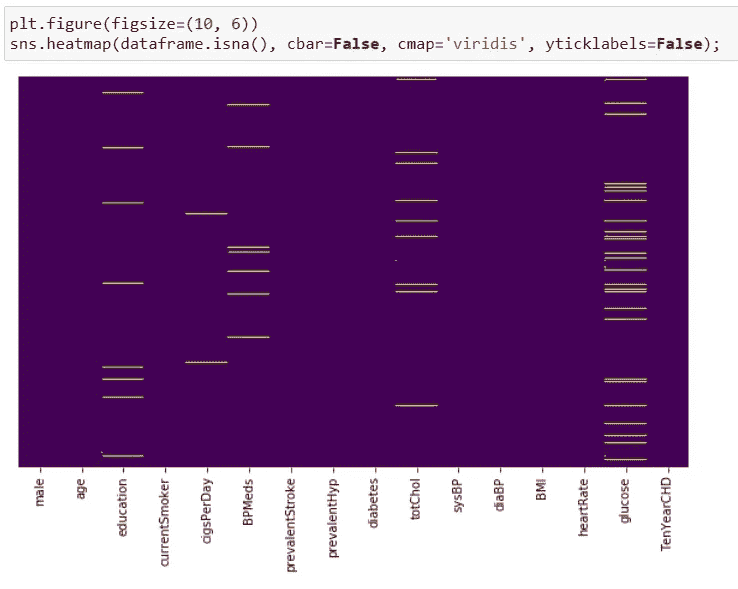 plt.figure(figsize=(10, 6))
sns.heatmap(dataframe.isna(), cbar=False, cmap='viridis', yticklabels=False);
male
age
education
currentSmoker
cigsPerDay
BPMeds
prevalentStroke
prevalentHyp
diabetes
totChol
sysBP
diaBP
BMI
heartRate
glucose
TenYearCHD